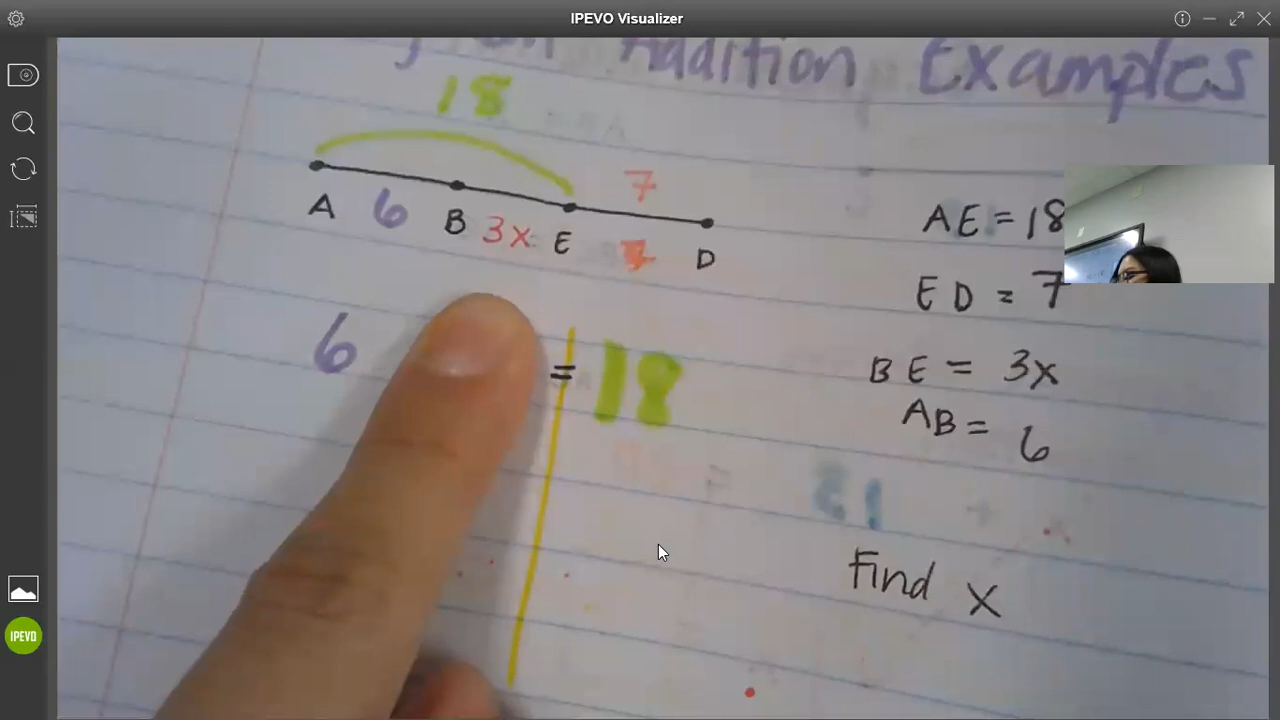 IPEVO Visualizer
Addition Examples
18
7
A 6 B 3x E D
6 = 18
AE = 18
ED = 7
BE = 3x
AB = 6
Find x
IPEVO